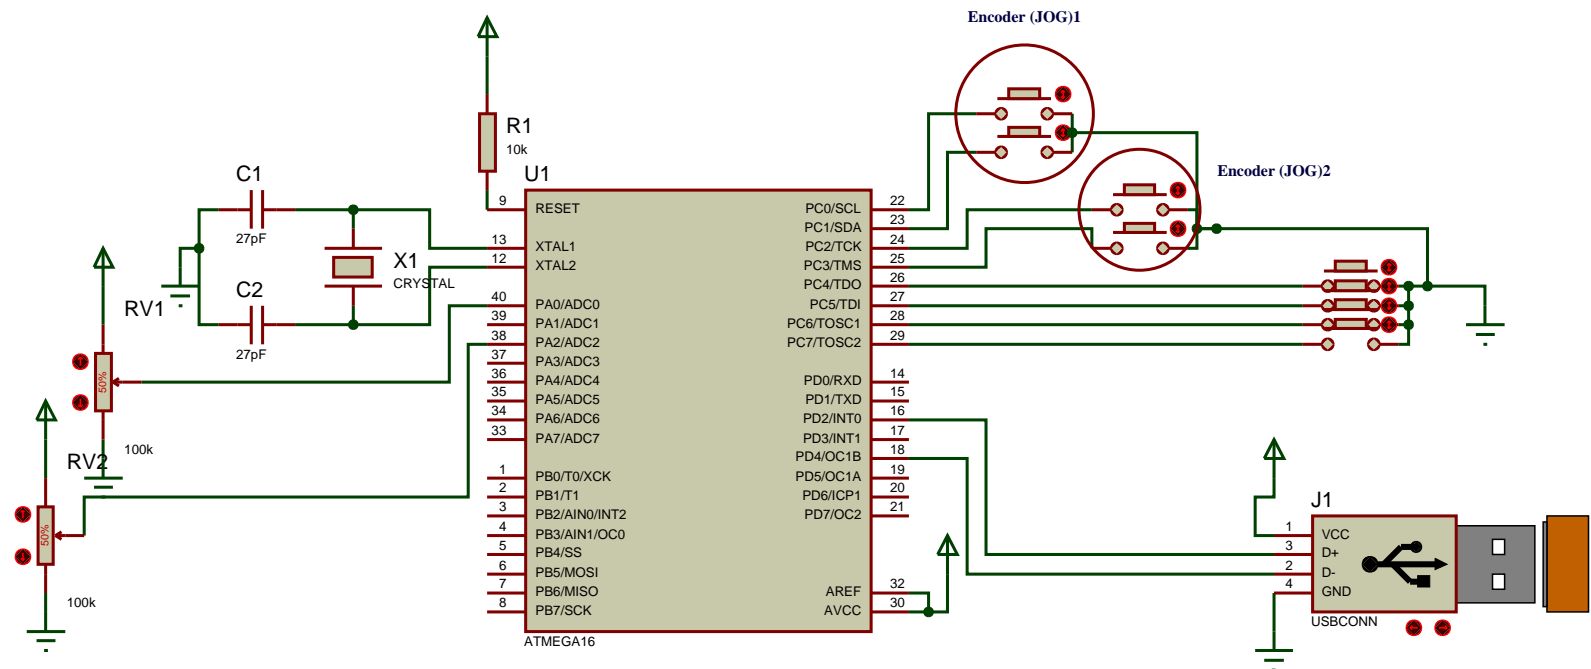 Encoder (JOG)1
R1
10k
Encoder (JOG)2
C1
27pF
X1
CRYSTAL
C2
27pF
RV1
50%
100k
RV2
50%
100k
U1
9 RESET
13 XTAL1
12 XTAL2
40 PA0/ADC0
39 PA1/ADC1
38 PA2/ADC2
37 PA3/ADC3
36 PA4/ADC4
35 PA5/ADC5
34 PA6/ADC6
33 PA7/ADC7
1 PB0/T0/XCK
2 PB1/T1
3 PB2/AIN0/INT2
4 PB3/AIN1/OC0
5 PB4/SS
6 PB5/MOSI
7 PB6/MISO
8 PB7/SCK
PC0/SCL 22
PC1/SDA 23
PC2/TCK 24
PC3/TMS 25
PC4/TDO 26
PC5/TDI 27
PC6/TOSC1 28
PC7/TOSC2 29
PD0/RXD 14
PD1/TXD 15
PD2/INT0 16
PD3/INT1 17
PD4/OC1B 18
PD5/OC1A 19
PD6/ICP1 20
PD7/OC2 21
AREF 32
AVCC 30
ATMEGA16
J1
1 VCC
3 D+
2 D-
4 GND
USBCONN